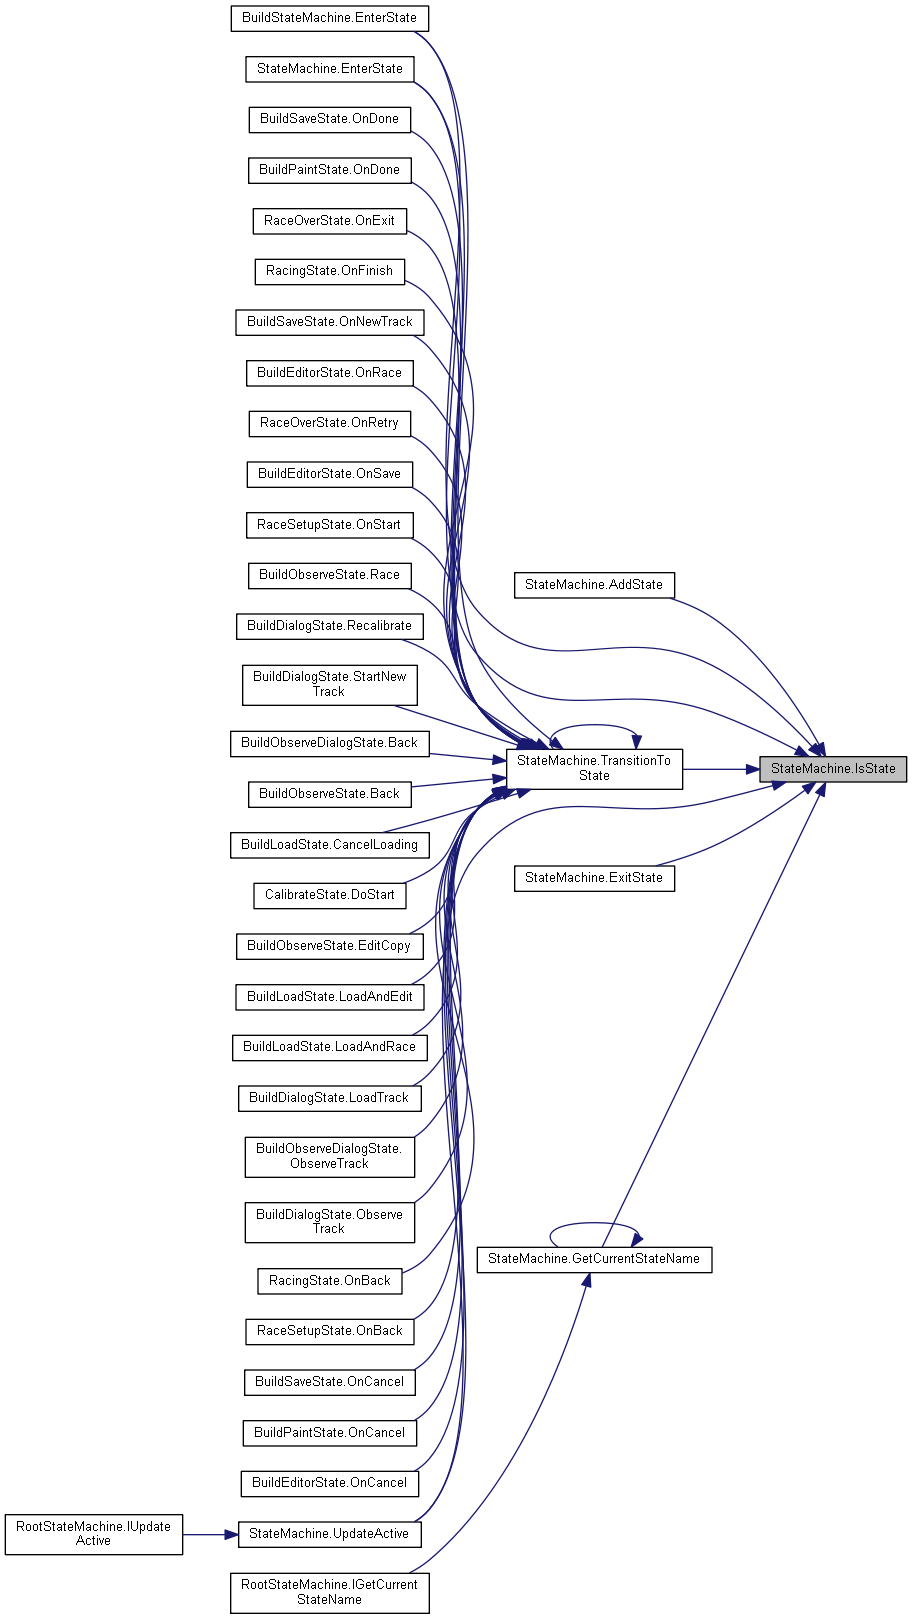 BuildStateMachine.EnterState
StateMachine.EnterState
BuildSaveState.OnDone
BuildPaintState.OnDone
RaceOverState.OnExit
RacingState.OnFinish
BuildSaveState.OnNewTrack
BuildEditorState.OnRace
RaceOverState.OnRetry
BuildEditorState.OnSave
RaceSetupState.OnStart
BuildObserveState.Race
BuildDialogState.Recalibrate
BuildDialogState.StartNew
Track
BuildObserveDialogState.Back
BuildObserveState.Back
BuildLoadState.CancelLoading
CalibrateState.DoStart
BuildObserveState.EditCopy
BuildLoadState.LoadAndEdit
BuildLoadState.LoadAndRace
BuildDialogState.LoadTrack
BuildObserveDialogState.
ObserveTrack
BuildDialogState.Observe
Track
RacingState.OnBack
RaceSetupState.OnBack
BuildSaveState.OnCancel
BuildPaintState.OnCancel
BuildEditorState.OnCancel
StateMachine.UpdateActive
RootStateMachine.IUpdate
Active
RootStateMachine.IGetCurrent
StateName
StateMachine.AddState
StateMachine.TransitionTo
State
StateMachine.ExitState
StateMachine.GetCurrentStateName
StateMachine.IsState